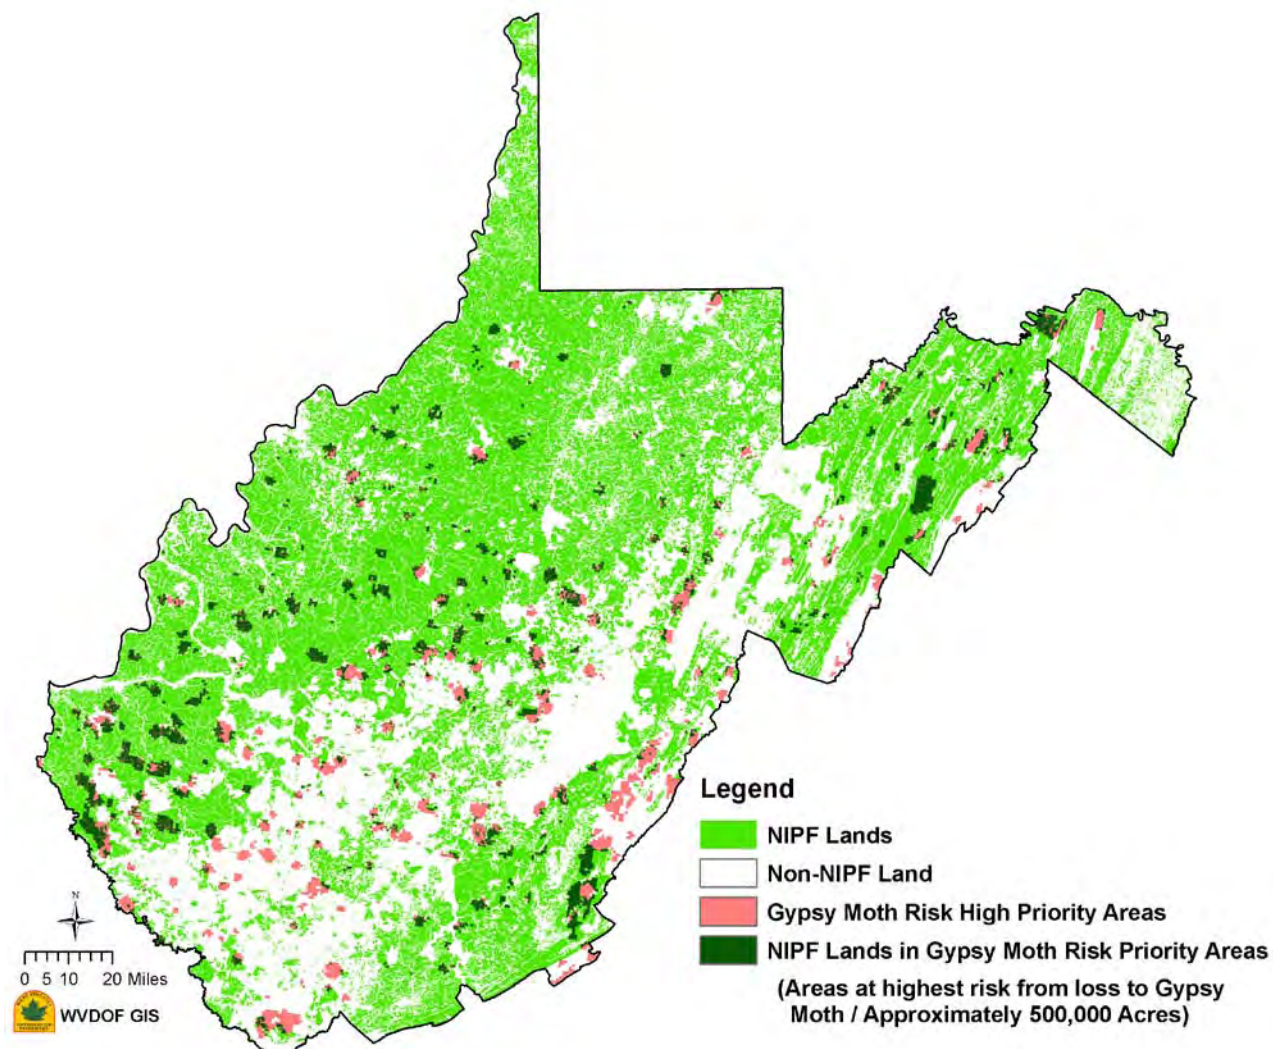 Legend
NIPF Lands
Non-NIPF Land
Gypsy Moth Risk High Priority Areas
NIPF Lands in Gypsy Moth Risk Priority Areas
(Areas at highest risk from loss to Gypsy
Moth / Approximately 500,000 Acres)
N
0 5 10 20 Miles
WVDOF GIS